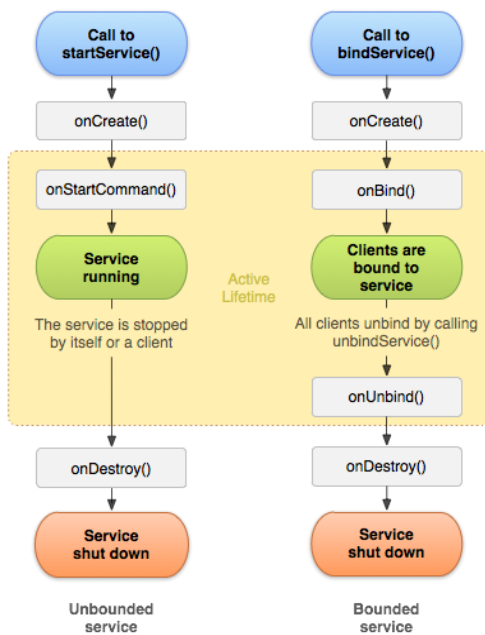 Call to
startService()
onCreate()
onStartCommand()
Service
running
The service is stopped
by itself or a client
onDestroy()
Service
shut down
Unbounded
service
Active
Lifetime
Call to
bindService()
onCreate()
onBind()
Clients are
bound to
service
All clients unbind by calling
unbindService()
onUnbind()
onDestroy()
Service
shut down
Bounded
service